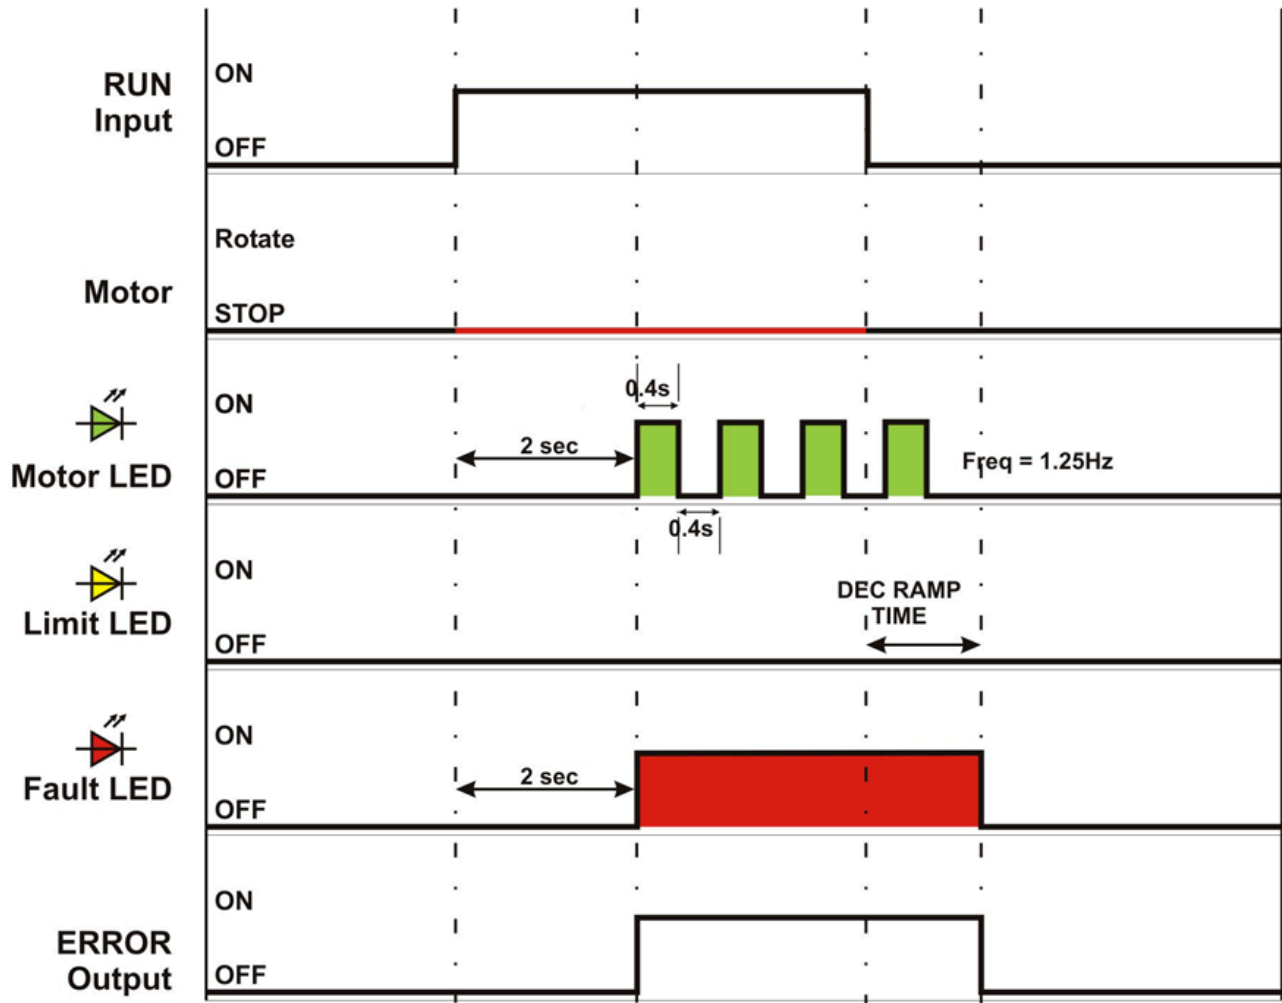 RUN
Input
ON
OFF
Motor
Rotate
STOP
Motor LED
ON
OFF
2 sec
0.4s
0.4s
Freq = 1.25Hz
Limit LED
ON
OFF
DEC RAMP
TIME
Fault LED
ON
OFF
2 sec
ERROR
Output
ON
OFF